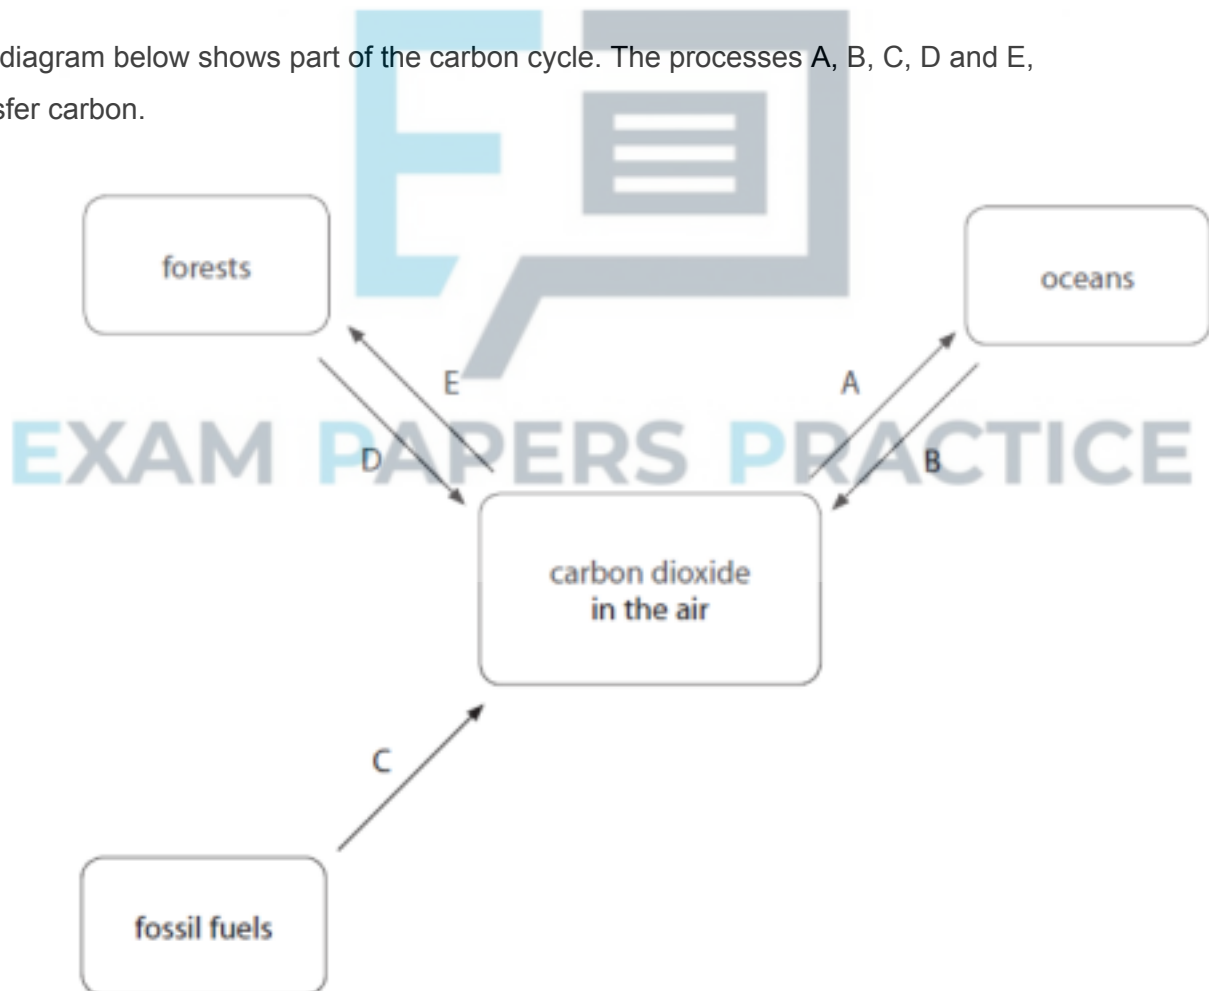 diagram below shows part of the carbon cycle. The processes A, B, C, D and E,
sfer carbon.
forests
oceans
E
A
EXAM PAPERS PRACTICE
D
B
carbon dioxide
in the air
C
fossil fuels